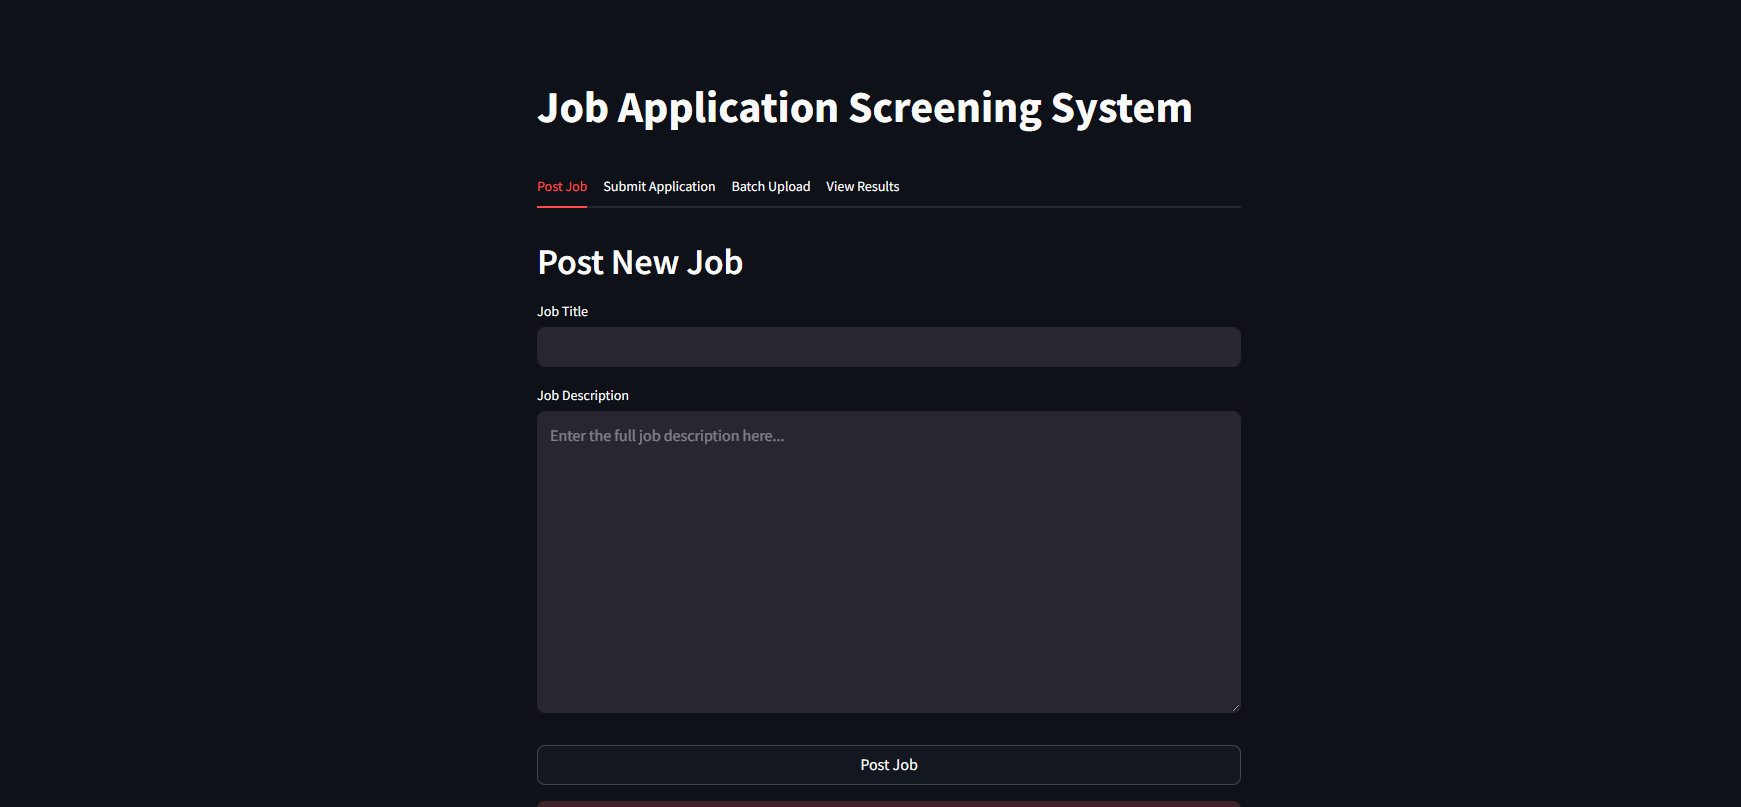 Job Application Screening System
Post Job Submit Application Batch Upload View Results
Post New Job
Job Title
Job Description
Enter the full job description here...
Post Job